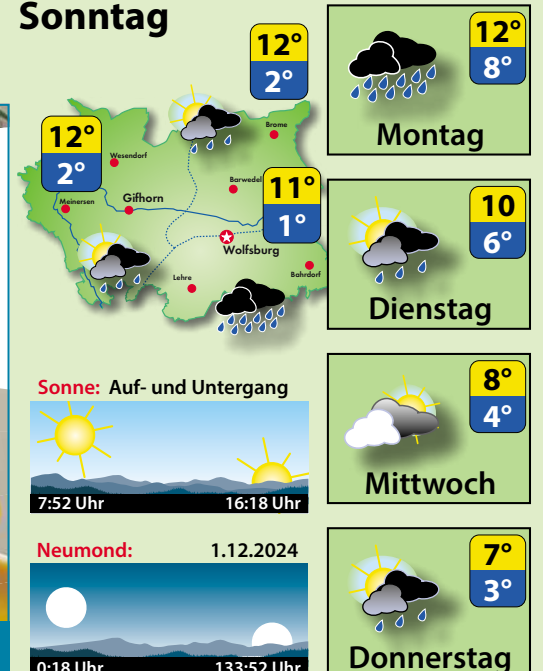 Sonntag
12°
2°
12°
2°
Brome
Wesendorf
Barwedel
11°
1°
Meinersen
Gifhorn
Wolfsburg
Lehre
Bahrdorf
Sonne: Auf- und Untergang
7:52 Uhr 16:18 Uhr
Neumond: 1.12.2024
0:18 Uhr 133:52 Uhr
12°
8°
Montag
10
6°
Dienstag
8°
4°
Mittwoch
7°
3°
Donnerstag